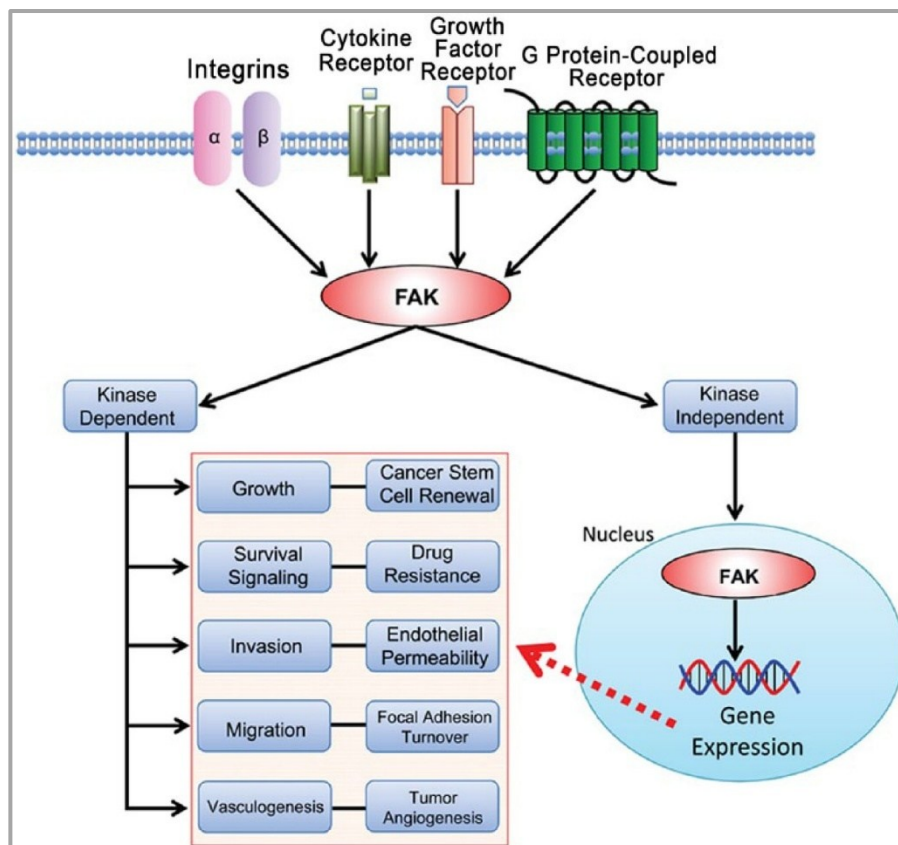 Integrins
Cytokine
Receptor
Growth
Factor
Receptor
G Protein-Coupled
Receptor
α
β
FAK
Kinase
Dependent
Kinase
Independent
Growth
Cancer Stem
Cell Renewal
Survival
Signaling
Drug
Resistance
Invasion
Endothelial
Permeability
Migration
Focal Adhesion
Turnover
Vasculogenesis
Tumor
Angiogenesis
Nucleus
FAK
Gene
Expression